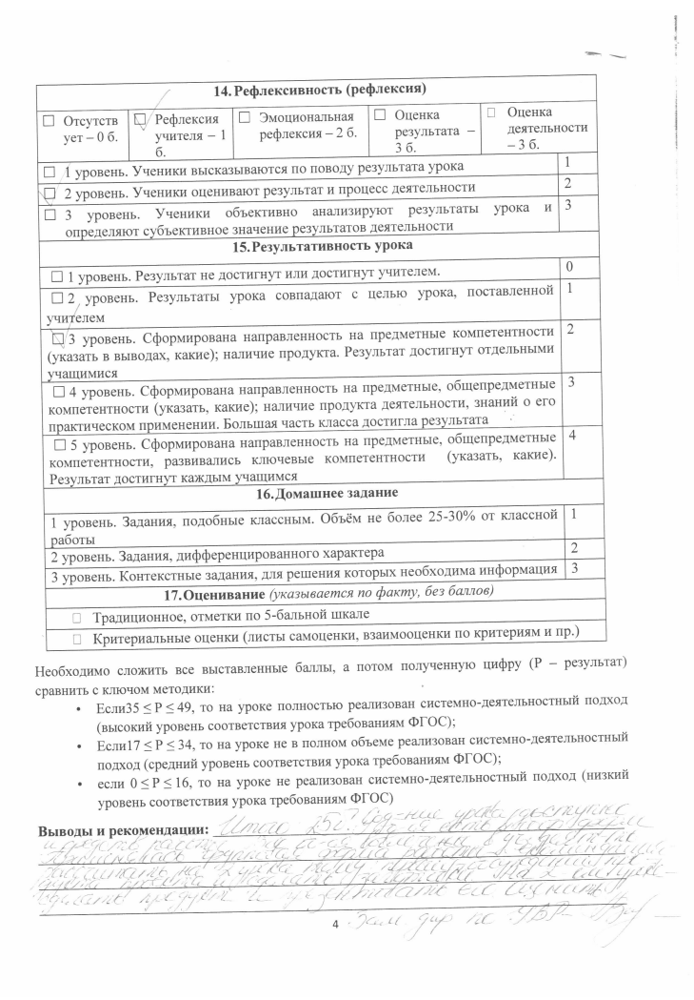 14. Рефлексивность (рефлексия)
☐ Отсутств ☑ Рефлексия ☐ Эмоциональная ☐ Оценка ☐ Оценка
ует – 0 б. учителя – 1 рефлексия – 2 б. результата – деятельности
б. 3 б. – 3 б.
☐ 1 уровень. Ученики высказываются по поводу результата урока 1
☑ 2 уровень. Ученики оценивают результат и процесс деятельности 2
☐ 3 уровень. Ученики объективно анализируют результаты урока и 3
определяют субъективное значение результатов деятельности
15.Результативность урока
☐ 1 уровень. Результат не достигнут или достигнут учителем. 0
☐ 2 уровень. Результаты урока совпадают с целью урока, поставленной 1
учителем
☑ 3 уровень. Сформирована направленность на предметные компетентности 2
(указать в выводах, какие); наличие продукта. Результат достигнут отдельными
учащимися
☐ 4 уровень. Сформирована направленность на предметные, общепредметные 3
компетентности (указать, какие); наличие продукта деятельности, знаний о его
практическом применении. Большая часть класса достигла результата
☐ 5 уровень. Сформирована направленность на предметные, общепредметные 4
компетентности, развивались ключевые компетентности (указать, какие).
Результат достигнут каждым учащимся
16.Домашнее задание
1 уровень. Задания, подобные классным. Объём не более 25-30% от классной 1
работы
2 уровень. Задания, дифференцированного характера 2
3 уровень. Контекстные задания, для решения которых необходима информация 3
17.Оценивание (указывается по факту, без баллов)
☐ Традиционное, отметки по 5-бальной шкале
☐ Критериальные оценки (листы самоценки, взаимооценки по критериям и пр.)
Необходимо сложить все выставленные баллы, а потом полученную цифру (Р – результат)
сравнить с ключом методики:
• Если35 ≤ Р ≤ 49, то на уроке полностью реализован системно-деятельностный подход
(высокий уровень соответствия урока требованиям ФГОС);
• Если17 ≤ Р ≤ 34, то на уроке не в полном объеме реализован системно-деятельностный
подход (средний уровень соответствия урока требованиям ФГОС);
• если 0 ≤ Р ≤ 16, то на уроке не реализован системно-деятельностный подход (низкий
уровень соответствия урока требованиям ФГОС)
Выводы и рекомендации: Итого 25 урока доступно
4
Зам. дир по